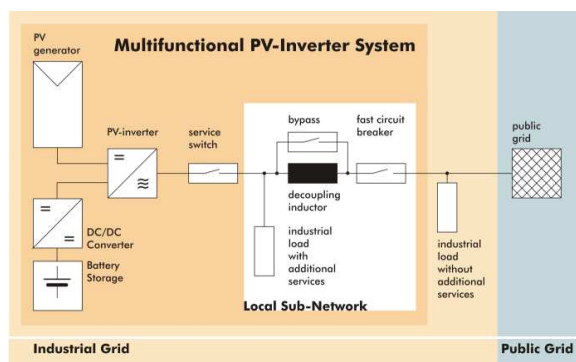 Multifunctional PV-Inverter System
PV
generator
PV-inverter
service
switch
bypass
fast circuit
breaker
public
grid
decoupling
inductor
DC/DC
Converter
Battery
Storage
industrial
load
with
additional
services
industrial
load
without
additional
services
Local Sub-Network
Industrial Grid
Public Grid